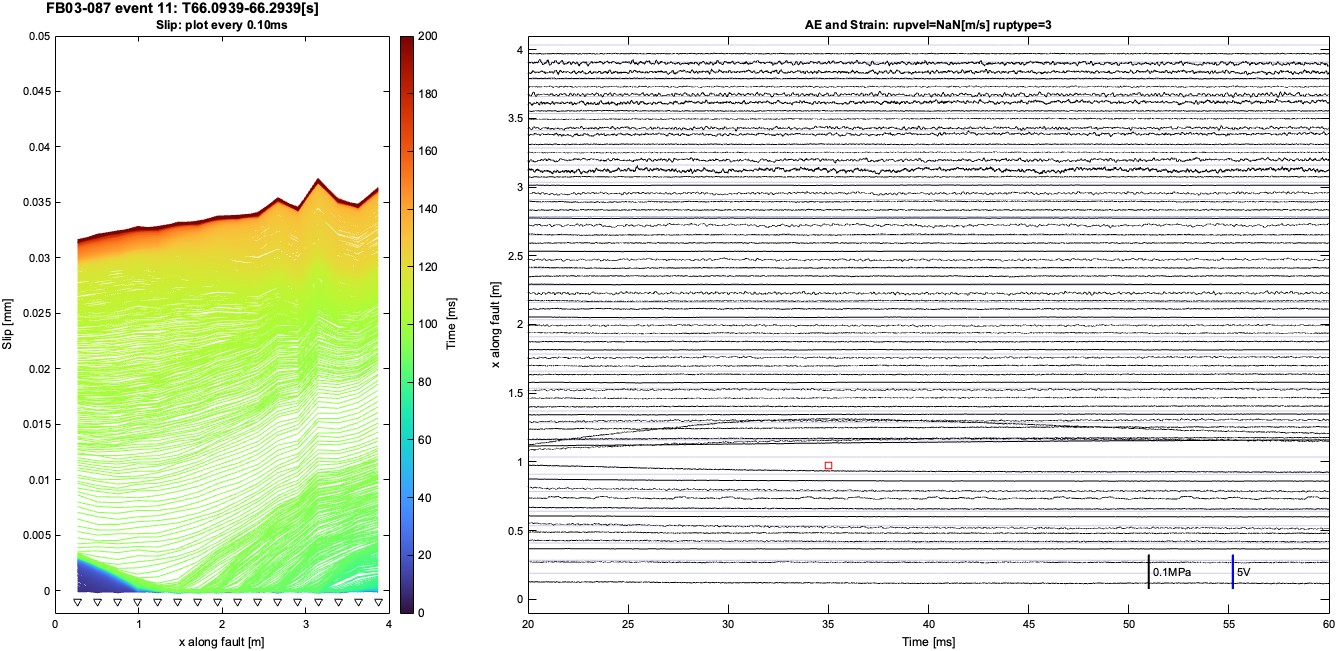 FB03-087 event 11: T66.0939-66.2939[s]
Slip: plot every 0.10ms
0.05
0.045
0.04
0.035
0.03
0.025
0.02
0.015
0.01
0.005
0
Slip [mm]
0 1 2 3 4
x along fault [m]
200
180
160
140
120
100
80
60
40
20
0
Time [ms]
AE and Strain: rupvel=NaN[m/s] ruptype=3
4
3.5
3
2.5
2
1.5
1
0.5
0
x along fault [m]
0.1MPa
5V
20 25 30 35 40 45 50 55 60
Time [ms]